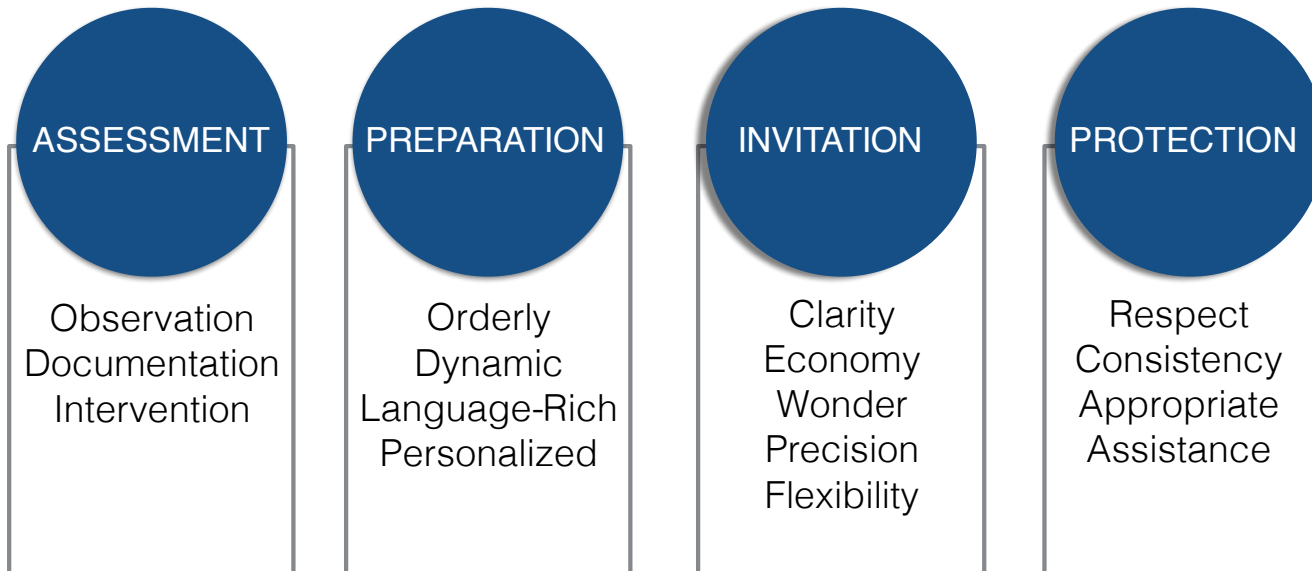 ASSESSMENT
Observation
Documentation
Intervention
PREPARATION
Orderly
Dynamic
Language-Rich
Personalized
INVITATION
Clarity
Economy
Wonder
Precision
Flexibility
PROTECTION
Respect
Consistency
Appropriate
Assistance